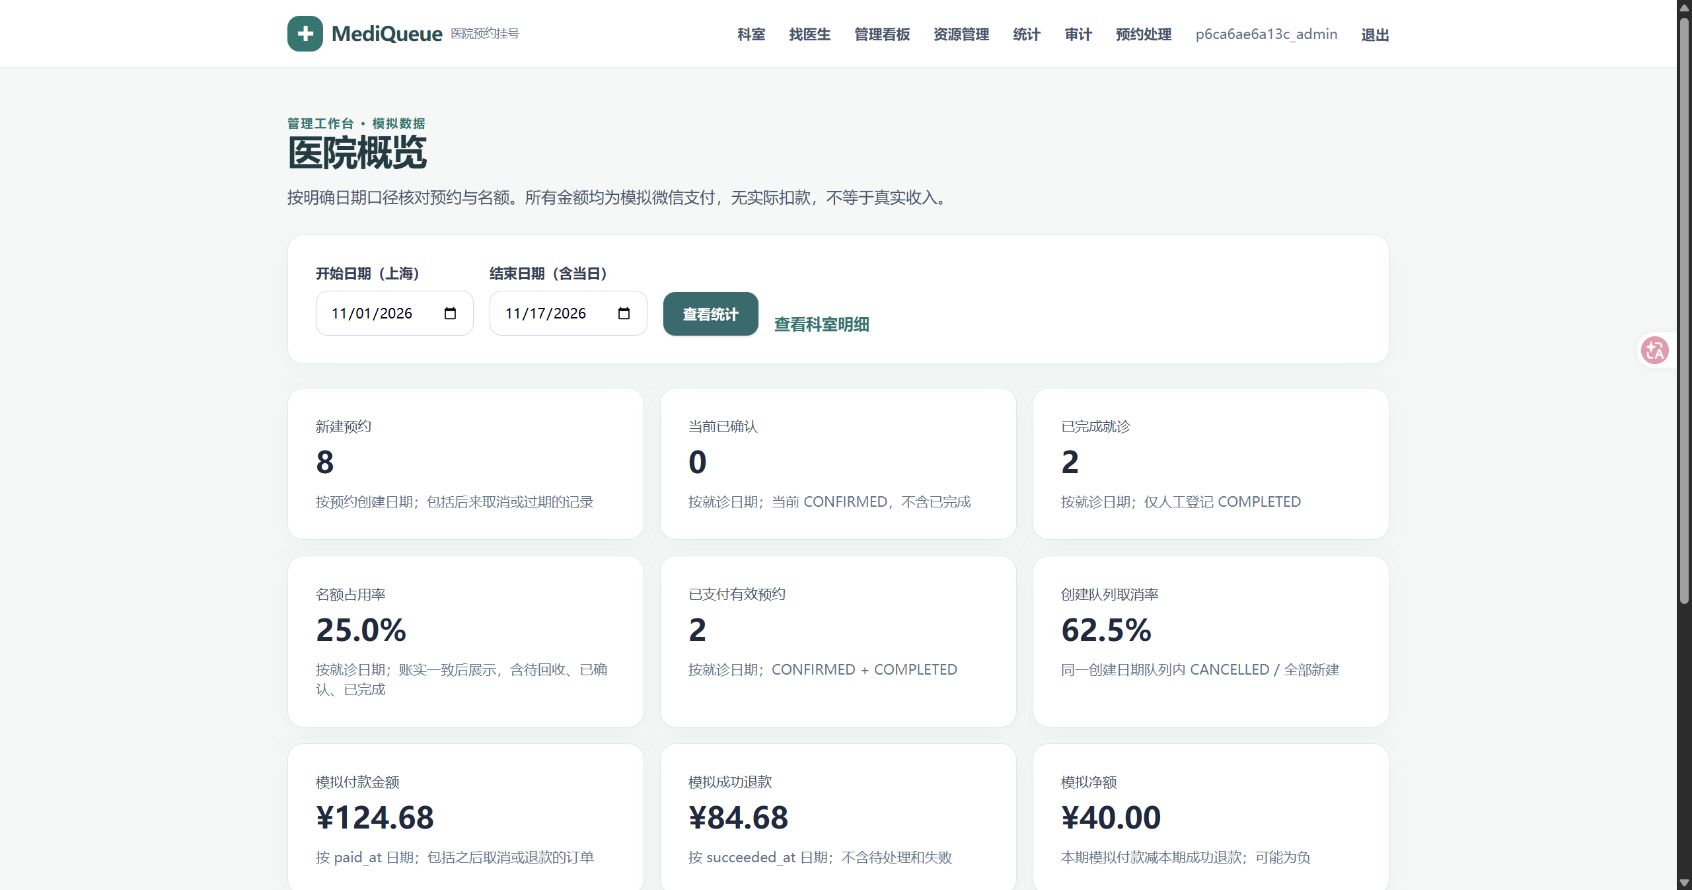 MediQueue 医院预约挂号
科室 找医生 管理看板 资源管理 统计 审计 预约处理 p6ca6ae6a13c_admin 退出
管理工作台 • 模拟数据
医院概览
按明确日期口径核对预约与名额。所有金额均为模拟微信支付，无实际扣款，不等于真实收入。
开始日期（上海） 结束日期（含当日）
11/01/2026 11/17/2026 查看统计 查看科室明细
新建预约
8
按预约创建日期；包括后来取消或过期的记录
当前已确认
0
按就诊日期；当前 CONFIRMED，不含已完成
已完成就诊
2
按就诊日期；仅人工登记 COMPLETED
名额占用率
25.0%
按就诊日期；账实一致后展示，含待回收、已确
认、已完成
已支付有效预约
2
按就诊日期；CONFIRMED + COMPLETED
创建队列取消率
62.5%
同一创建日期队列内 CANCELLED / 全部新建
模拟付款金额
¥124.68
按 paid_at 日期；包括之后取消或退款的订单
模拟成功退款
¥84.68
按 succeeded_at 日期；不含待处理和失败
模拟净额
¥40.00
本期模拟付款减本期成功退款；可能为负